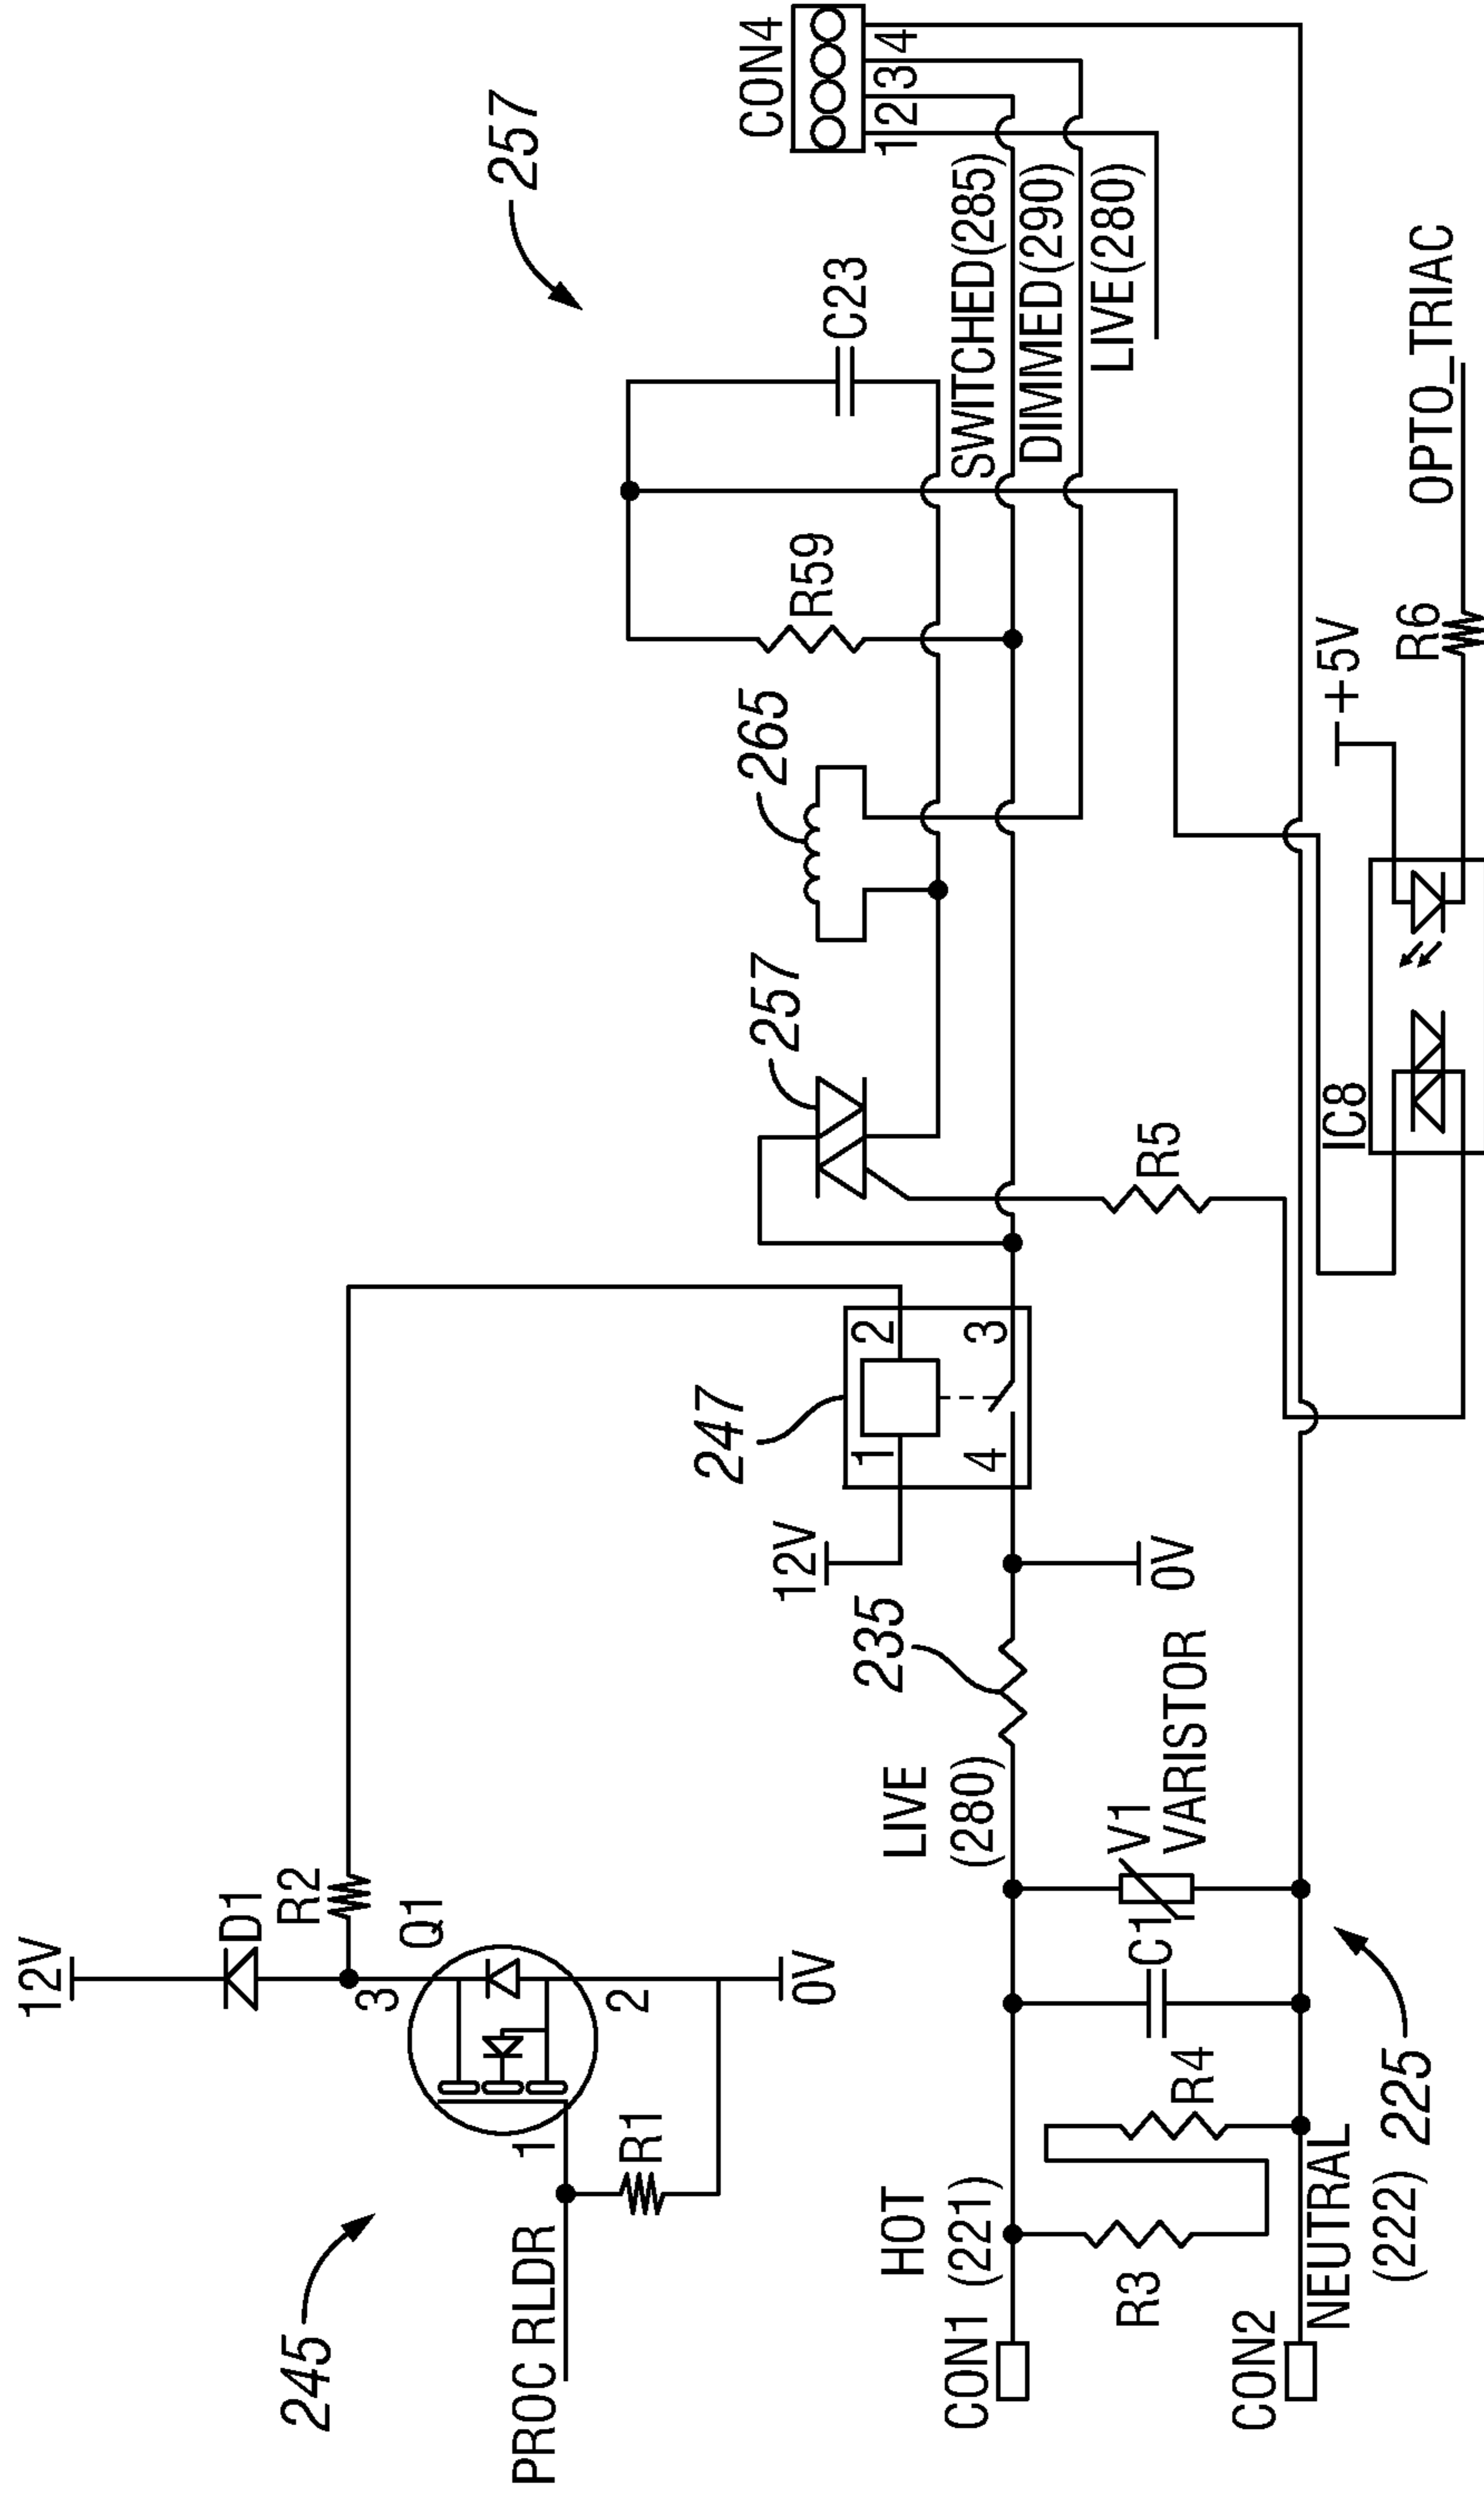 245
12V
D1
R2
3
Q1
2
0V
1
R1
PROC RLDR
257
CON4
1 2 3 4
C23
R59
265
257
247
1
2
4
3
12V
235
0V
SWITCHED(285)
DIMMED(290)
LIVE(280)
HOT
(221)
CON1
LIVE
(280)
R3
R4
C1
V1
VARISTOR
CON2
NEUTRAL
(222)
225
R5
IC8
+5V
R6
OPTO_TRIAC